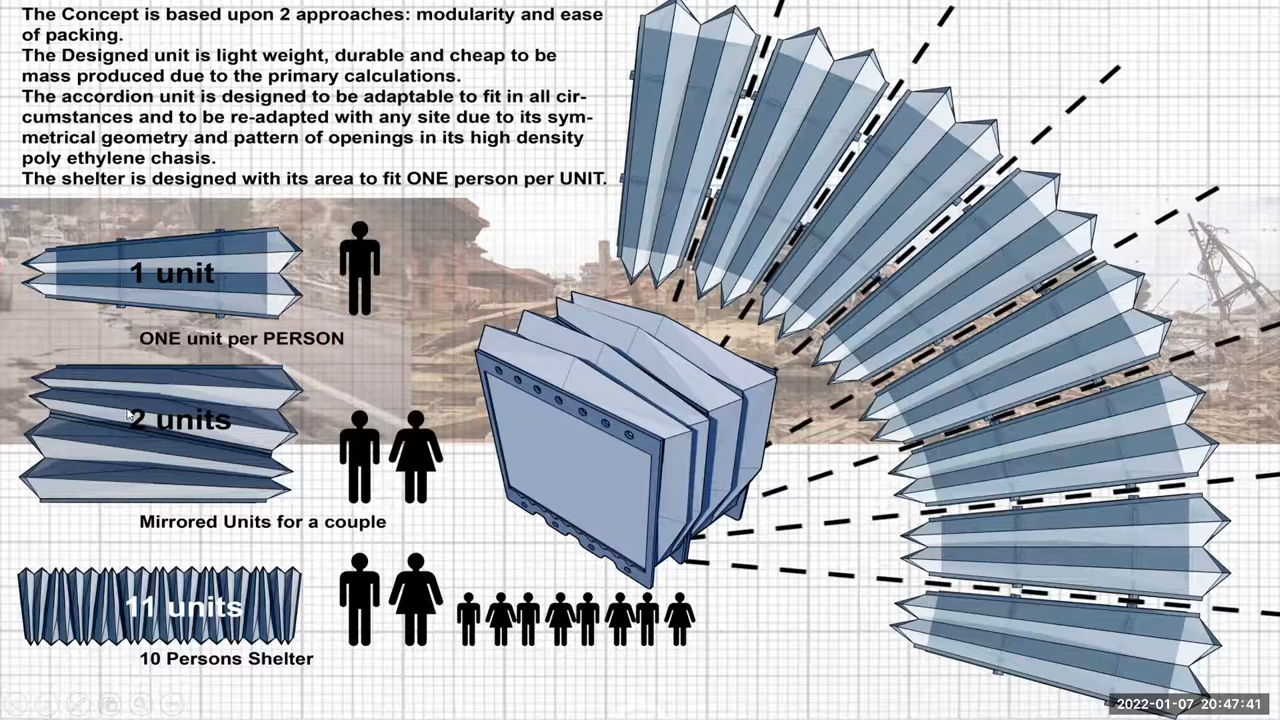 The Concept is based upon 2 approaches: modularity and ease
of packing.
The Designed unit is light weight, durable and cheap to be
mass produced due to the primary calculations.
The accordion unit is designed to be adaptable to fit in all cir-
cumstances and to be re-adapted with any site due to its sym-
metrical geometry and pattern of openings in its high density
poly ethylene chasis.
The shelter is designed with its area to fit ONE person per UNIT.
1 unit
ONE unit per PERSON
2 units
Mirrored Units for a couple
11 units
10 Persons Shelter
2022-01-07 20:47:41